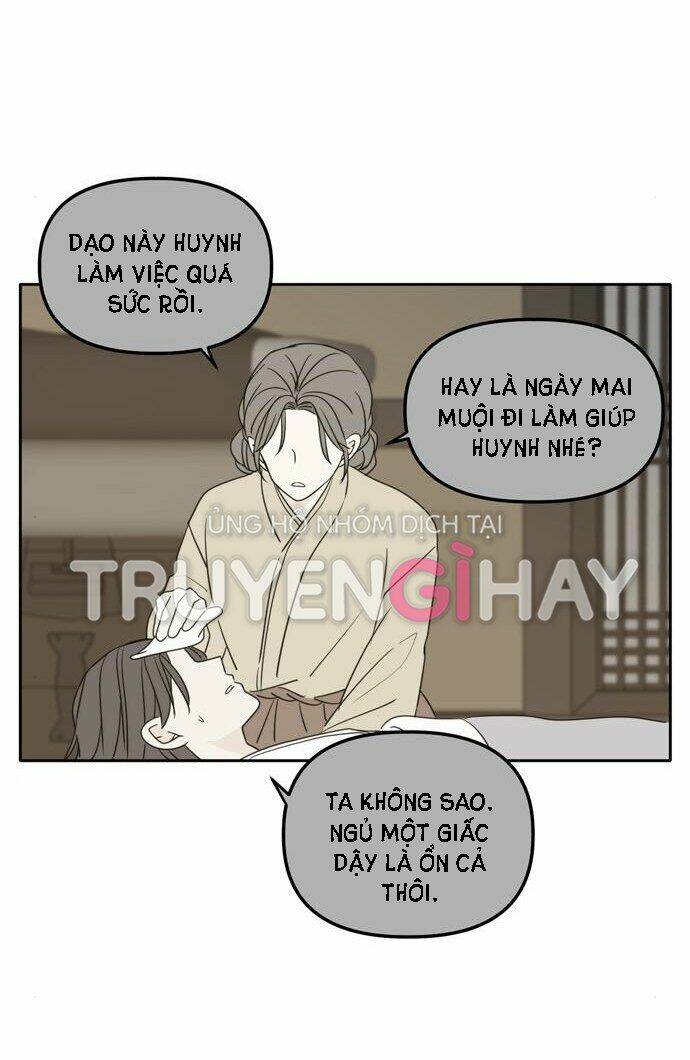 DẠO NÀY HUYNH
LÀM VIỆC QUÁ
SỨC RỒI.
HAY LÀ NGÀY MAI
MUỘI ĐI LÀM GIÚP
HUYNH NHÉ?
ỦNG HỘ NHÓM DỊCH TẠI
TRUYENGÌHAY
TA KHÔNG SAO.
NGỦ MỘT GIẤC
DẬY LÀ ỔN CẢ
THÔI.